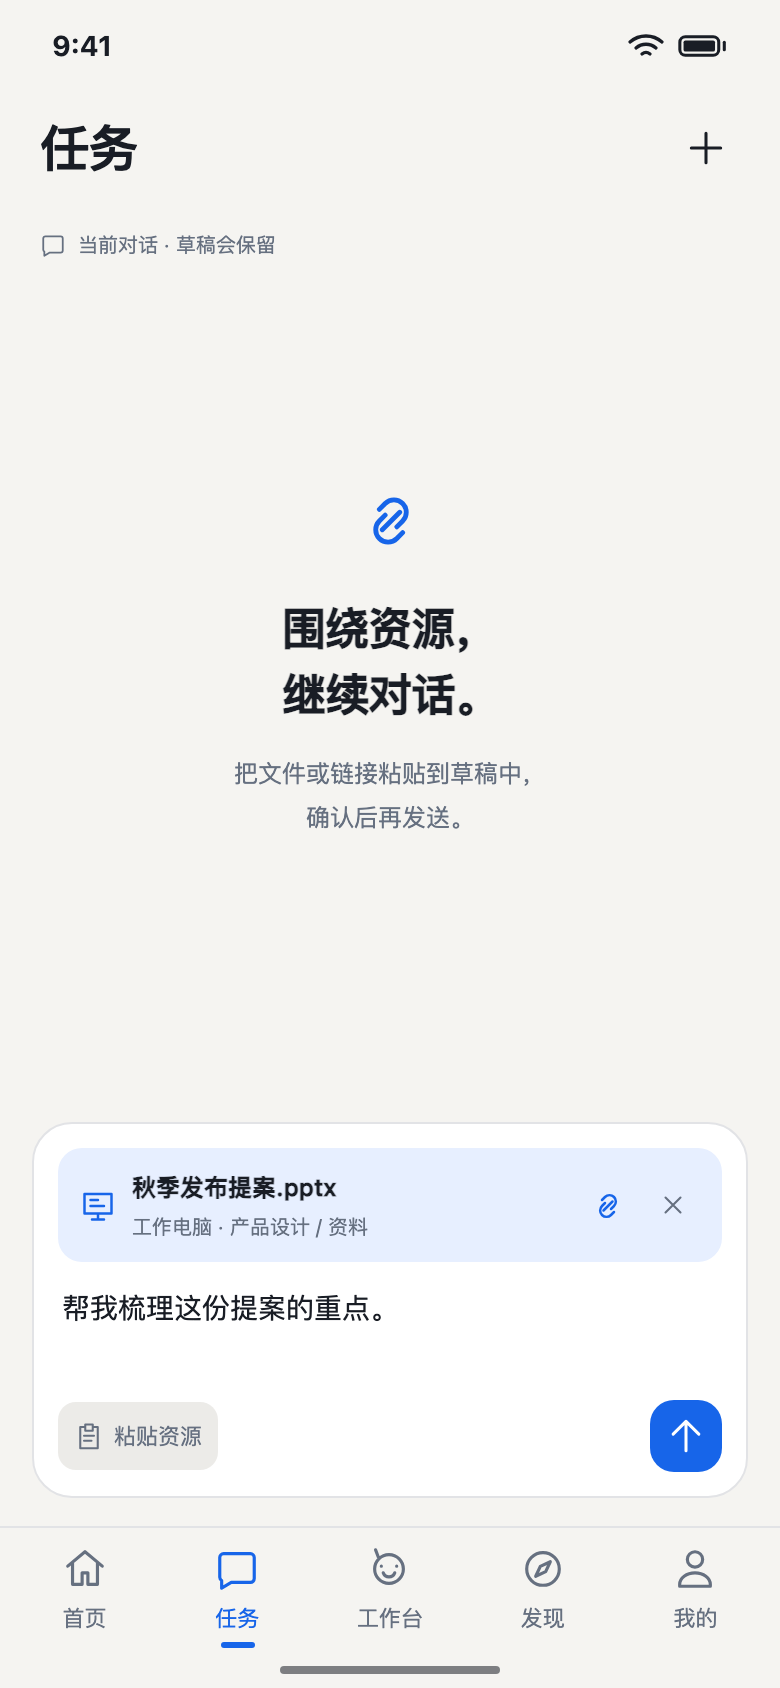 9:41
任务
当前对话 · 草稿会保留
围绕资源，
继续对话。
把文件或链接粘贴到草稿中，
确认后再发送。
秋季发布提案.pptx
工作电脑 · 产品设计 / 资料
帮我梳理这份提案的重点。
粘贴资源
首页
任务
工作台
发现
我的